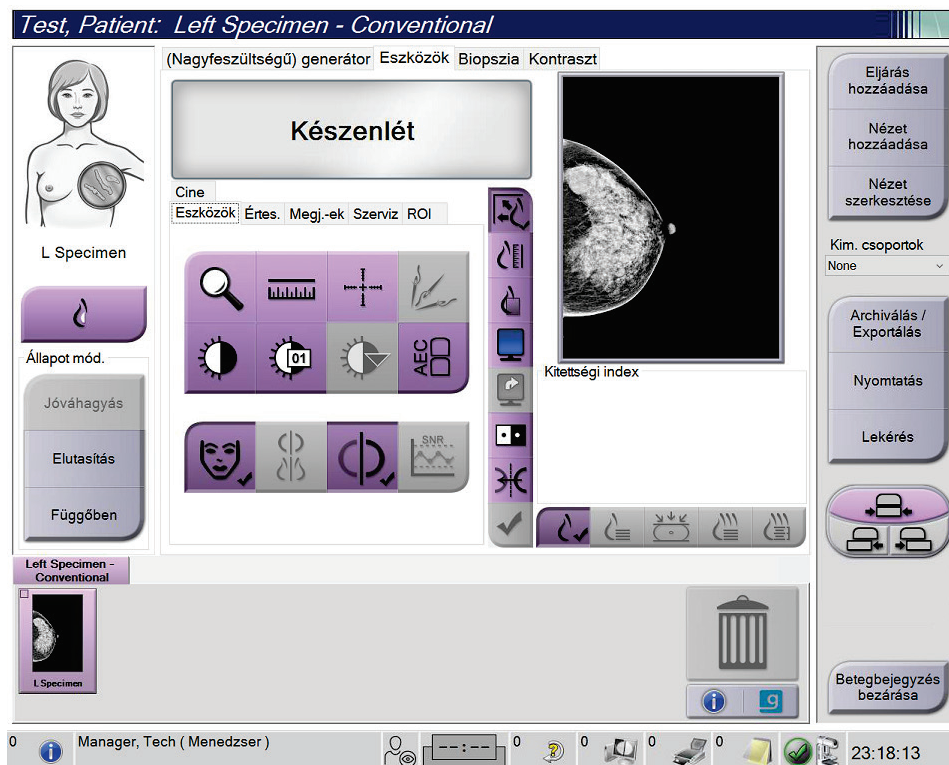 Test, Patient: Left Specimen - Conventional
(Nagyfeszültségű) generátor Eszközök Biopszia Kontraszt
Készenlét
Cine
Eszközök Értes. Megj.-ek Szerviz ROI
01
AEC
SNR
L Specimen
Állapot mód.
Jóváhagyás
Elutasítás
Függőben
Kitettségi index
Eljárás
hozzáadása
Nézet
hozzáadása
Nézet
szerkesztése
Kim. csoportok
None
Archiválás /
Exportálás
Nyomtatás
Lekérés
Betegbejegyzés
bezárása
Left Specimen -
Conventional
L Specimen
i g
0 i Manager, Tech ( Menedzser ) --:-- 0 ? 0 0 0 23:18:13